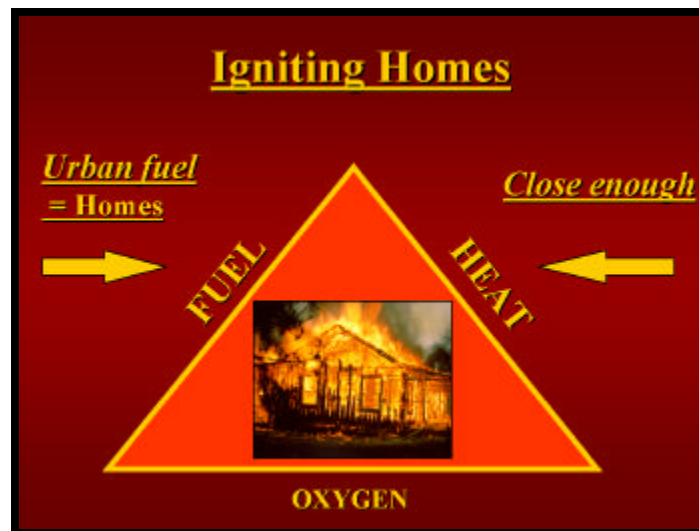 Igniting Homes
Urban fuel
= Homes
Close enough
FUEL
HEAT
OXYGEN